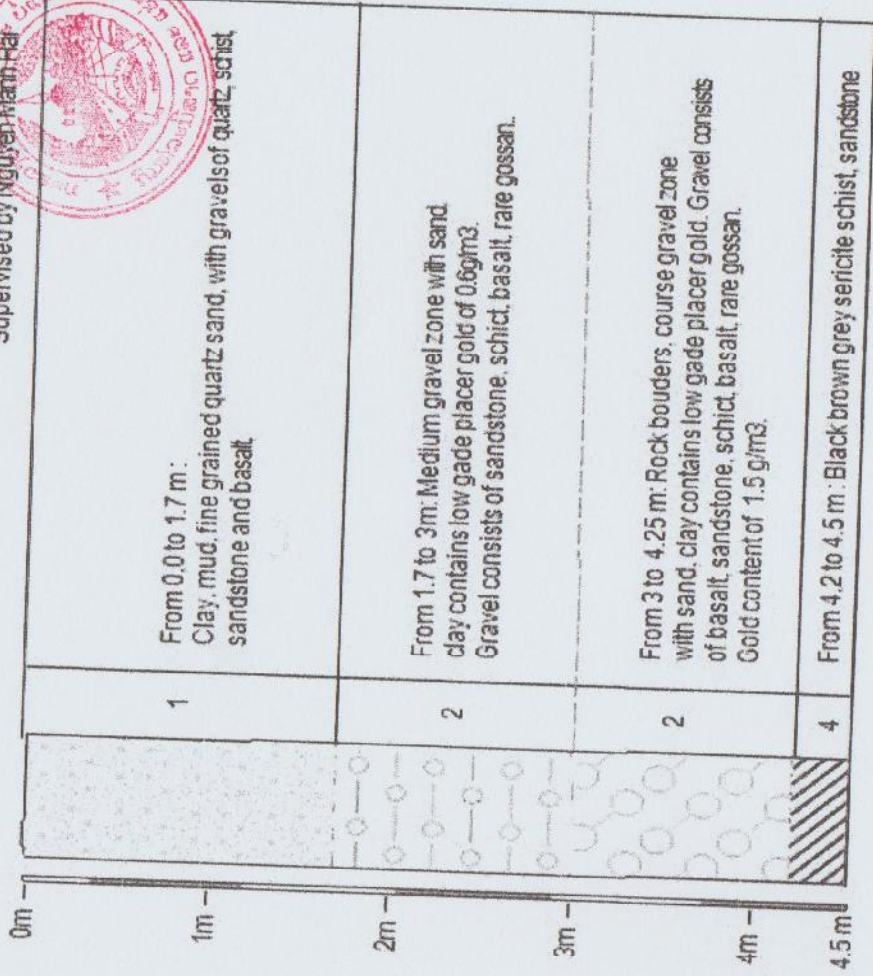 Supervised by Nguyen Manh Hai
0m
1m
2m
3m
4m
4.5 m
1
From 0,0 to 1.7 m :
Clay, mud, fine grained quartz sand, with gravelsof quartz, schist,
sandstone and basalt,
2
From 1.7 to 3m: Medium gravel zone with sand,
clay contains low gade placer gold of 0.6g/m3.
Gravel consists of sandstone, schict, basalt, rare gossan..
2
From 3 to 4.25 m: Rock bouders, course gravel zone
with sand, clay contains low gade placer gold. Gravel consists
of basalt, sandstone, schict, basalt, rare gossan.
Gold content of 1.5 g/m3.
4
From 4.2 to 4.5 m : Black brown grey sericite schist, sandstone